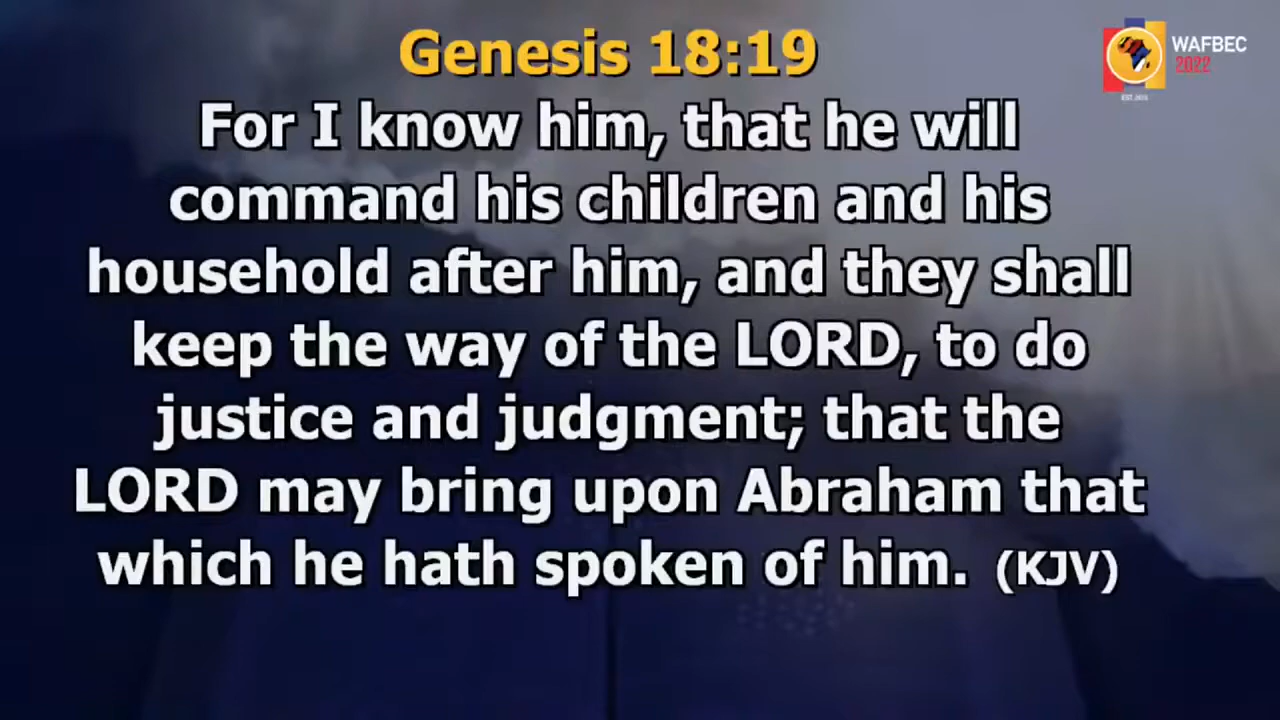 Genesis 18:19
WAFBEC
2022
For I know him, that he will
command his children and his
household after him, and they shall
keep the way of the LORD, to do
justice and judgment; that the
LORD may bring upon Abraham that
which he hath spoken of him. (KJV)